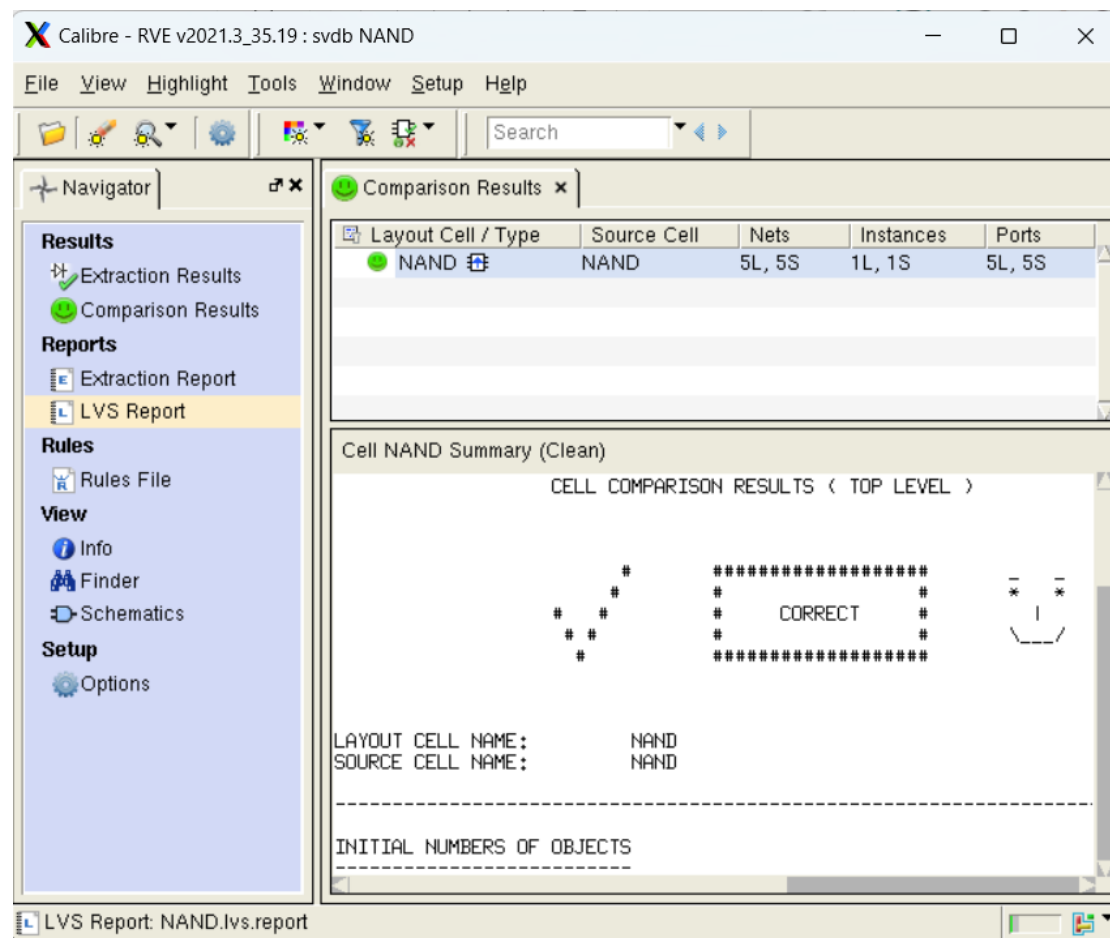 Calibre - RVE v2021.3_35.19 : svdb NAND
File View Highlight Tools Window Setup Help
Search
Navigator
Results
Extraction Results
Comparison Results
Reports
Extraction Report
LVS Report
Rules
Rules File
View
Info
Finder
Schematics
Setup
Options
Comparison Results
Layout Cell / Type Source Cell Nets Instances Ports
NAND NAND 5L, 5S 1L, 1S 5L, 5S
Cell NAND Summary (Clean)
CELL COMPARISON RESULTS ( TOP LEVEL )
# ################### _ _
# # # * *
# # # CORRECT # |
# # # # \___/
# ###################
LAYOUT CELL NAME: NAND
SOURCE CELL NAME: NAND
INITIAL NUMBERS OF OBJECTS
LVS Report: NAND.lvs.report